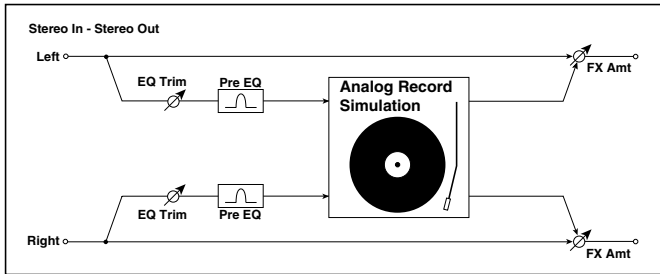 Stereo In - Stereo Out
Left
EQ Trim
Pre EQ
Analog Record
Simulation
FX Amt
EQ Trim
Pre EQ
Right
FX Amt